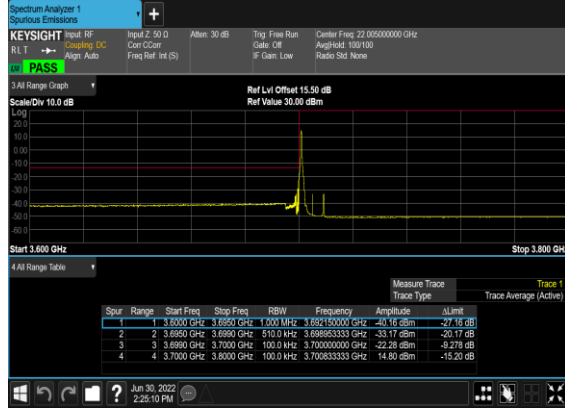 Spectrum Analyzer 1
Spurious Emissions
+
KEYSIGHT Input: RF Input Z: 50 Ω Atten: 30 dB Trig: Free Run Center Freq: 22.005000000 GHz
RLT Coupling: DC Corr CCorr Gate: Off Avg|Hold: 100/100
Align: Auto Freq Ref: Int (S) IF Gain: Low Radio Std: None
PASS
3 All Range Graph
Ref Lvl Offset 15.50 dB
Scale/Div 10.0 dB Ref Value 30.00 dBm
Log
20.0
10.0
0.00
-10.0
-20.0
-30.0
-40.0
-50.0
-60.0
Start 3.600 GHz Stop 3.800 GH
4 All Range Table
Measure Trace Trace 1
Trace Type Trace Average (Active)
Spur Range Start Freq Stop Freq RBW Frequency Amplitude ΔLimit
1 1 3.6000 GHz 3.6950 GHz 1.000 MHz 3.692150000 GHz -40.16 dBm -27.16 dB
2 2 3.6950 GHz 3.6990 GHz 510.0 kHz 3.698953333 GHz -33.17 dBm -20.17 dB
3 3 3.6990 GHz 3.7000 GHz 100.0 kHz 3.700000000 GHz -22.28 dBm -9.278 dB
4 4 3.7000 GHz 3.8000 GHz 100.0 kHz 3.700833333 GHz 14.80 dBm -15.20 dB
? Jun 30, 2022
2:25:10 PM